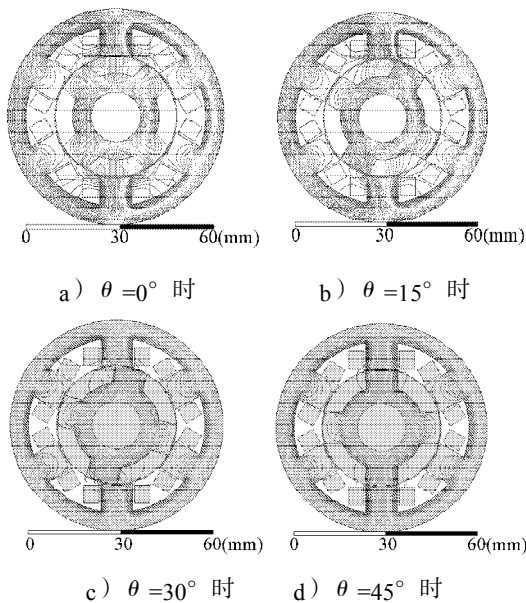 0 30 60(mm) 0 30 60(mm)
a) θ =0° 时 b) θ =15° 时
0 30 60(mm) 0 30 60(mm)
c) θ =30° 时 d) θ =45° 时